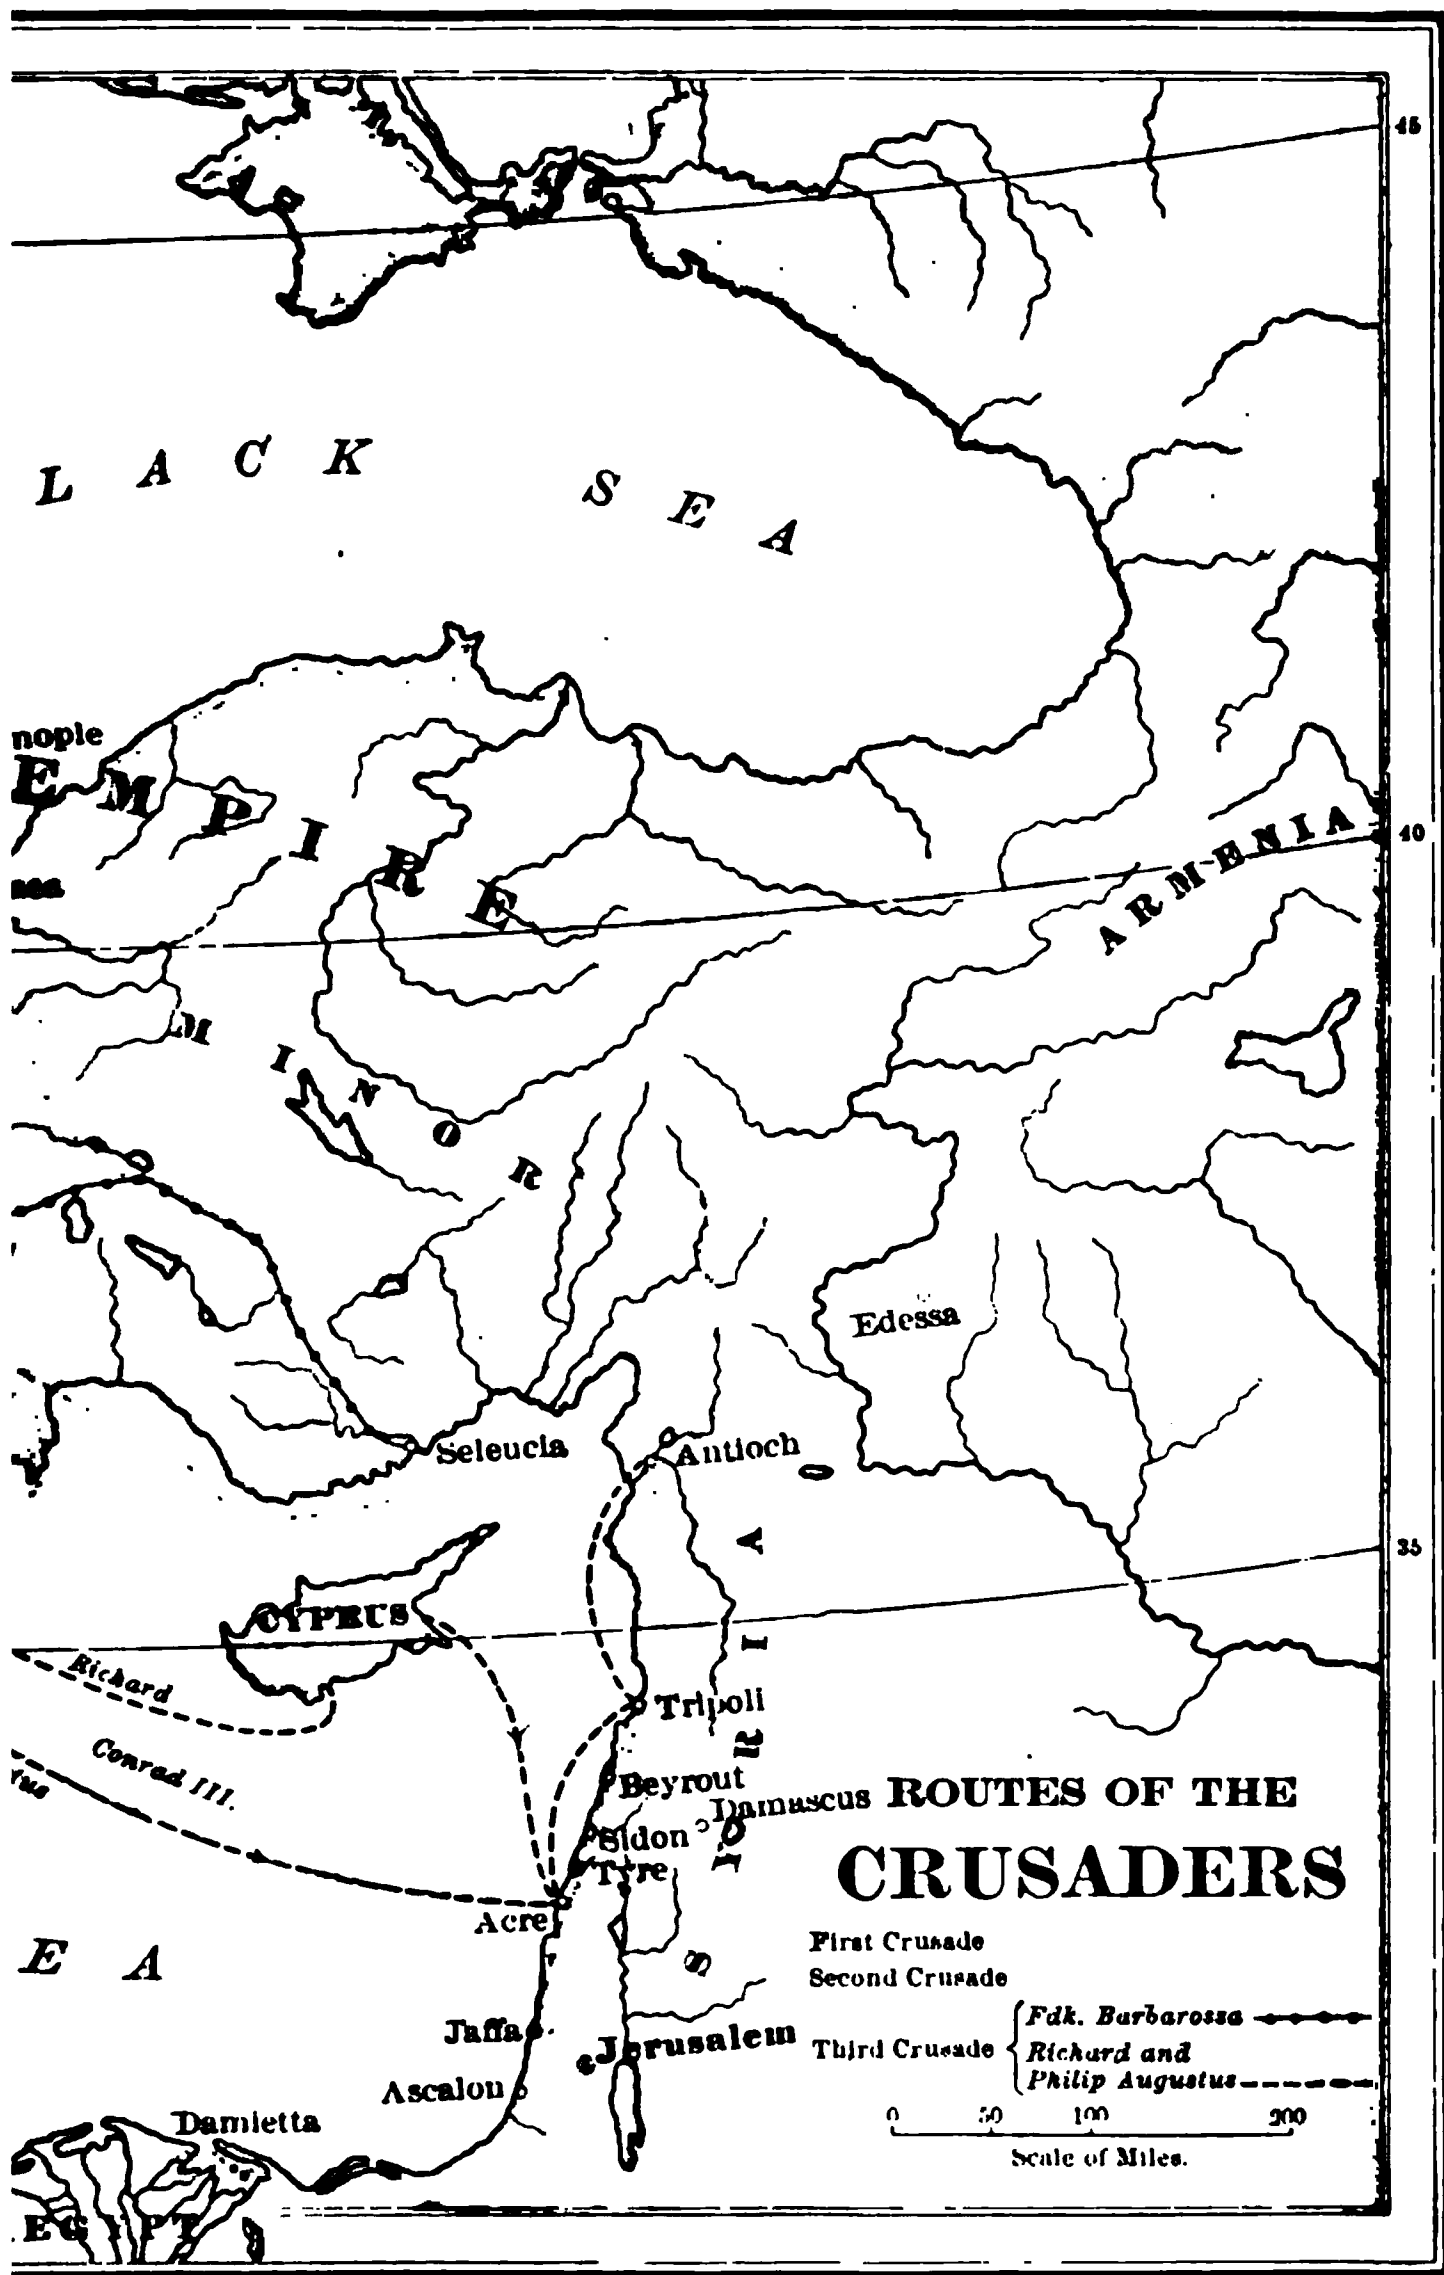 45
LACK SEA
nople
EMPIRE
ARMENIA
40
MINOR
Edessa
Seleucia
Antioch
35
CYPRUS
Richard
Tripoli
Conrad III.
tus
Beyrout
Damascus
ROUTES OF THE
CRUSADERS
Sidon
Tyre
SYRIA
Acre
EA
First Crusade
Second Crusade
Third Crusade
Fdk. Barbarossa
Richard and
Philip Augustus
Jaffa
Jerusalem
Ascalon
Damietta
0 50 100 200
Scale of Miles.
EGYPT